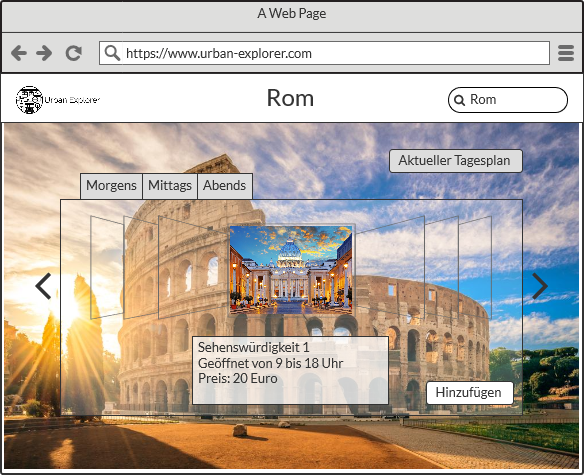 A Web Page
https://www.urban-explorer.com
Urban Explorer
Rom
Rom
Aktueller Tagesplan
Morgens Mittags Abends
Sehenswürdigkeit 1
Geöffnet von 9 bis 18 Uhr
Preis: 20 Euro
Hinzufügen